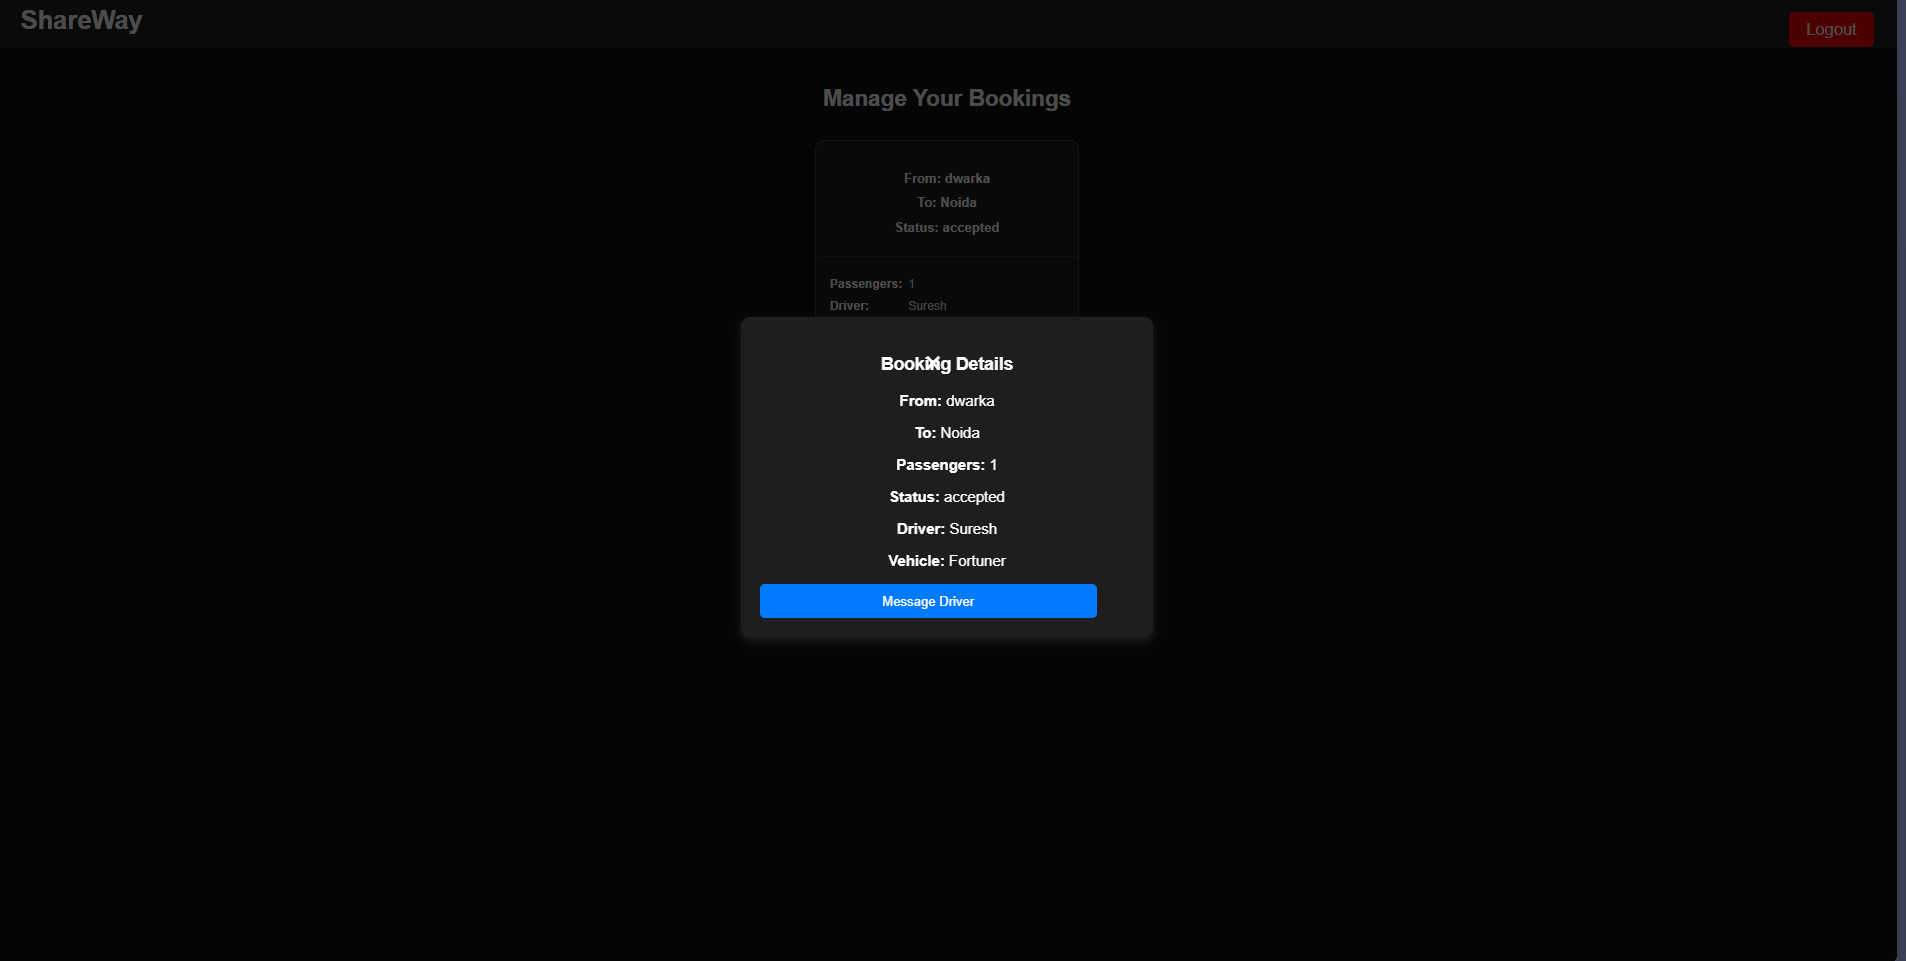 ShareWay
Logout
Manage Your Bookings
From: dwarka
To: Noida
Status: accepted
Passengers: 1
Driver: Suresh
Booking Details
×
From: dwarka
To: Noida
Passengers: 1
Status: accepted
Driver: Suresh
Vehicle: Fortuner
Message Driver